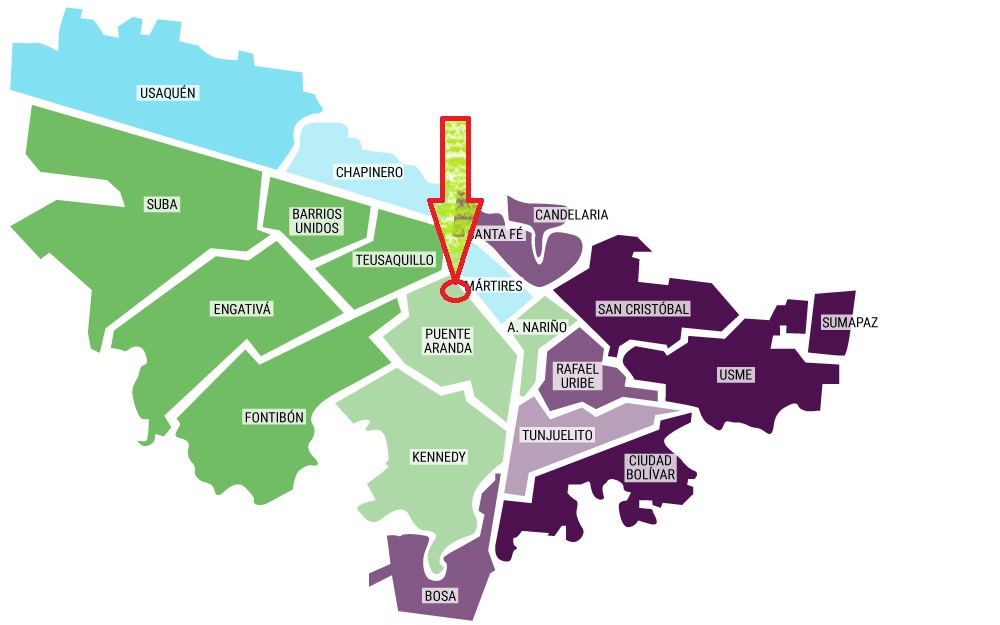 USAQUÉN
CHAPINERO
SUBA
BARRIOS
UNIDOS
CANDELARIA
SANTA FÉ
TEUSAQUILLO
MÁRTIRES
ENGATIVÁ
SAN CRISTÓBAL
SUMAPAZ
A. NARIÑO
PUENTE
ARANDA
RAFAEL
URIBE
USME
FONTIBÓN
TUNJUELITO
KENNEDY
CIUDAD
BOLÍVAR
BOSA